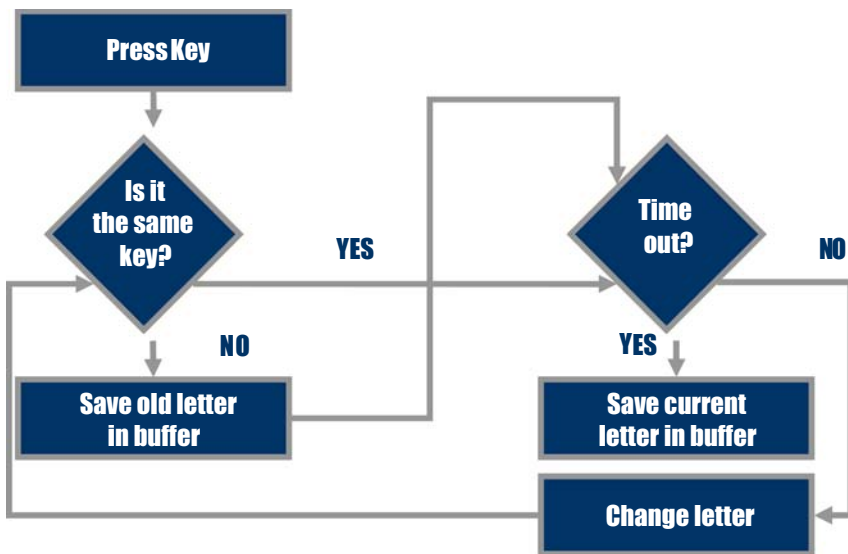 Press Key
Is it
the same
key?
YES
NO
Save old letter
in buffer
Time
out?
NO
YES
Save current
letter in buffer
Change letter